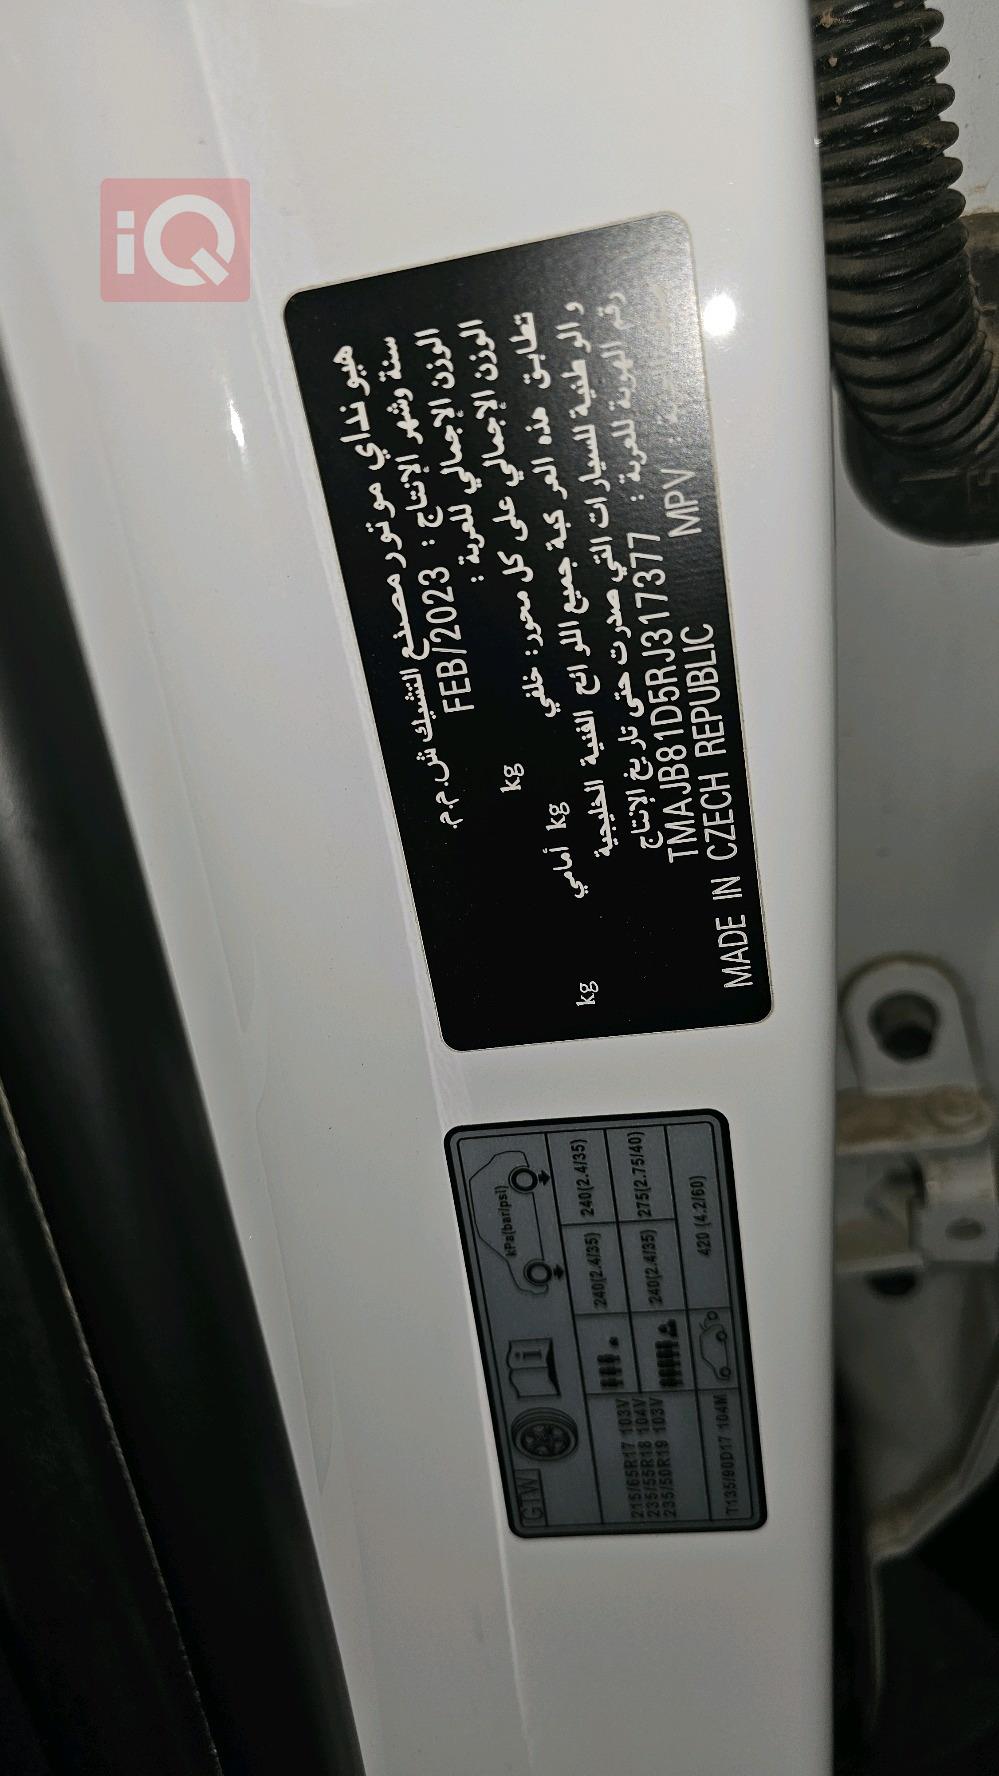 iQ
هيونداي موتور مصنع التشيك ش.م.م.
سنة وشهر الإنتاج : FEB/2023
الوزن الإجمالي للعربة : kg
الوزن الإجمالي على كل محور: خلفي kg أمامي kg
تطابق هذه المركبة جميع اللوائح الفنية الخليجية
و الوطنية للسيارات التي صدرت حتى تاريخ الإنتاج
رقم الهوية للعربة : TMAJB81D5RJ317377
: MPV MADE IN CZECH REPUBLIC
G1W
i
kPa(bar/psi)
215/65R17 103V
235/55R18 104V
235/50R19 103V
240(2.4/35) 240(2.4/35)
240(2.4/35) 275(2.75/40)
T135/90D17 104M 420 (4.2/60)